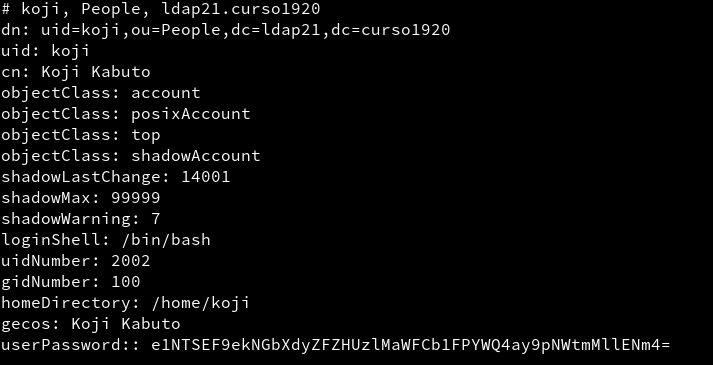 # koji, People, ldap21.curso1920
dn: uid=koji,ou=People,dc=ldap21,dc=curso1920
uid: koji
cn: Koji Kabuto
objectClass: account
objectClass: posixAccount
objectClass: top
objectClass: shadowAccount
shadowLastChange: 14001
shadowMax: 99999
shadowWarning: 7
loginShell: /bin/bash
uidNumber: 2002
gidNumber: 100
homeDirectory: /home/koji
gecos: Koji Kabuto
userPassword:: e1NTSEF9ekNGbXdyZFZHUzlMaWFCb1FPYWQ4ay9pNWtmMllENm4=